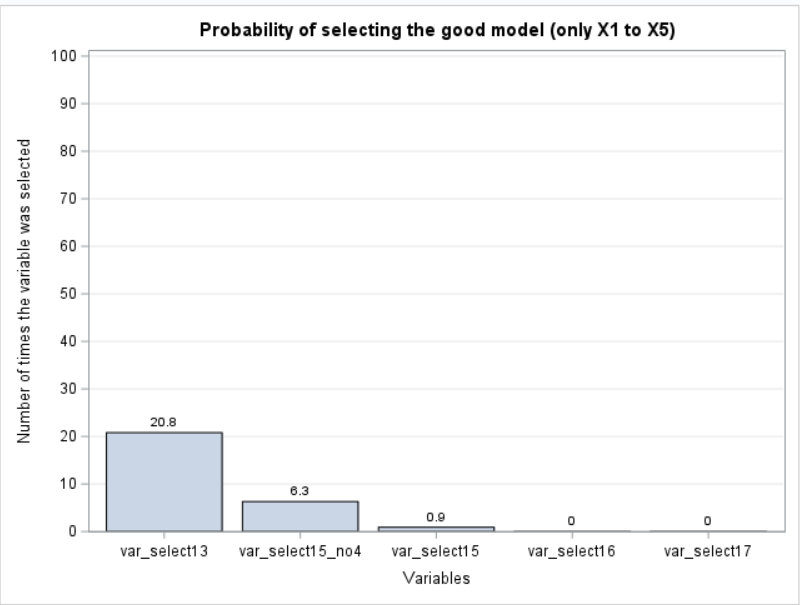 Probability of selecting the good model (only X1 to X5)
Number of times the variable was selected
100
90
80
70
60
50
40
30
20
10
0
20.8
6.3
0.9
0
0
var_select13
var_select15_no4
var_select15
var_select16
var_select17
Variables